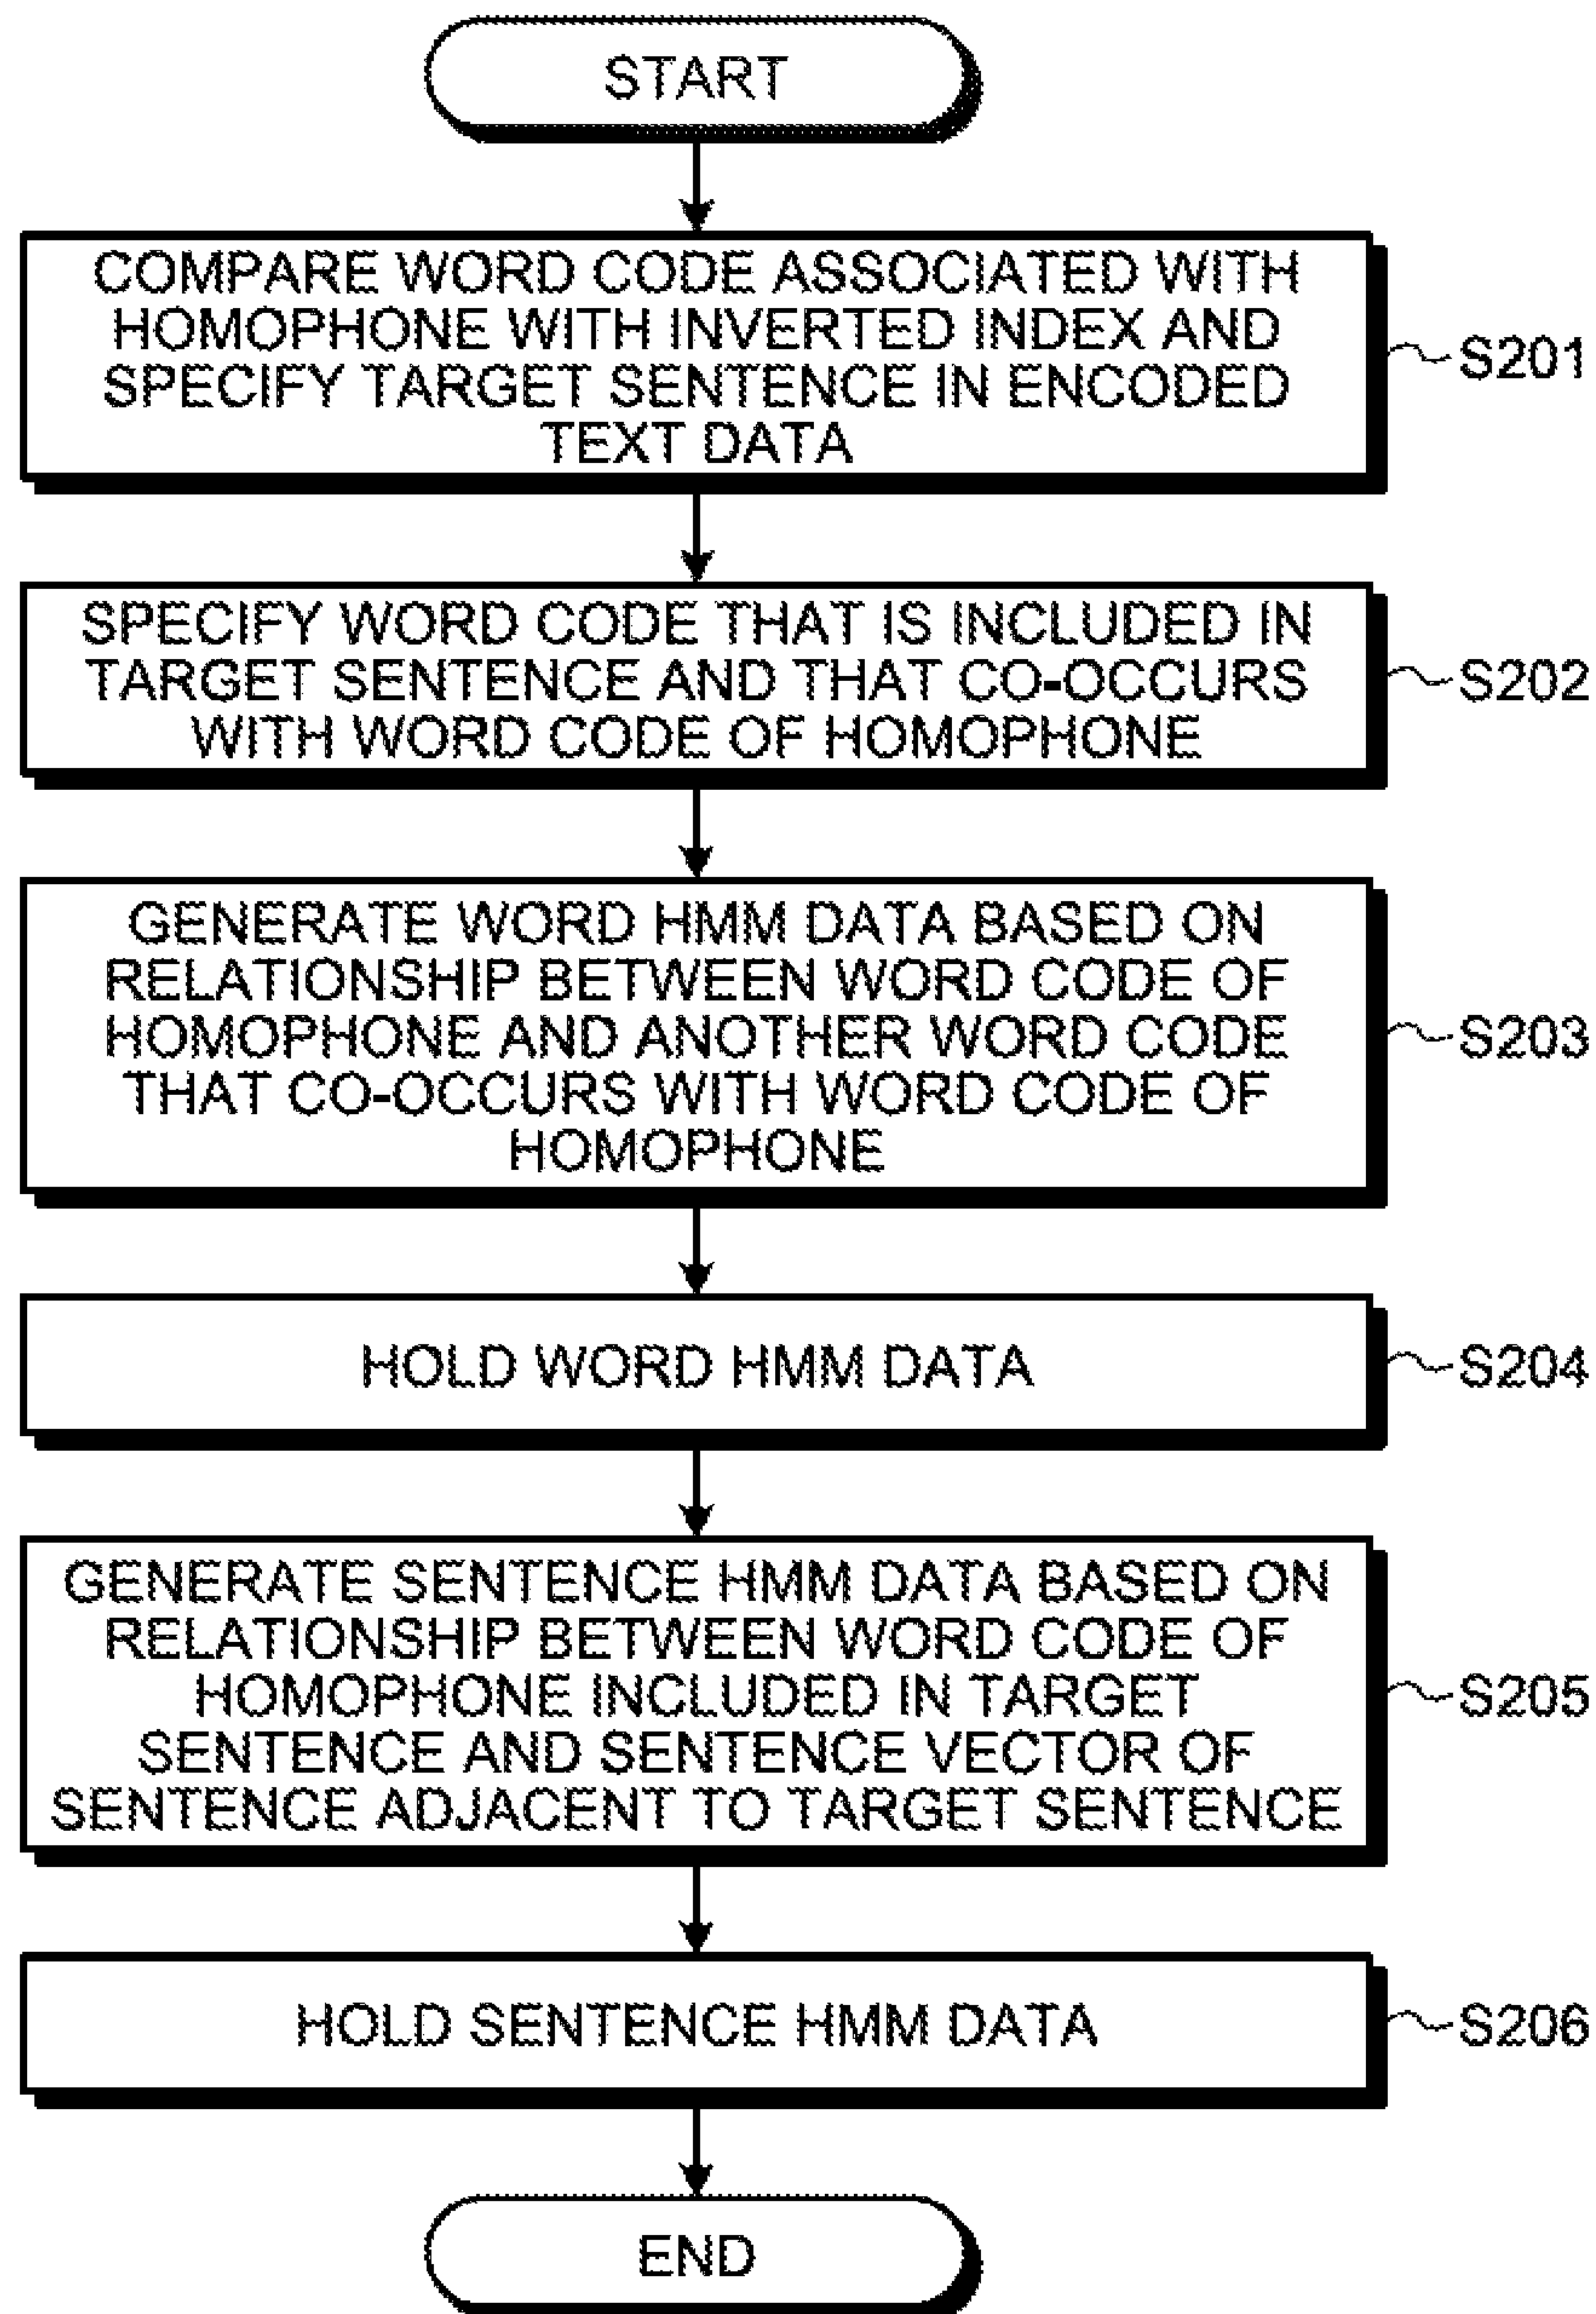 START
COMPARE WORD CODE ASSOCIATED WITH
HOMOPHONE WITH INVERTED INDEX AND
SPECIFY TARGET SENTENCE IN ENCODED
TEXT DATA
S201
SPECIFY WORD CODE THAT IS INCLUDED IN
TARGET SENTENCE AND THAT CO-OCCURS
WITH WORD CODE OF HOMOPHONE
S202
GENERATE WORD HMM DATA BASED ON
RELATIONSHIP BETWEEN WORD CODE OF
HOMOPHONE AND ANOTHER WORD CODE
THAT CO-OCCURS WITH WORD CODE OF
HOMOPHONE
S203
HOLD WORD HMM DATA
S204
GENERATE SENTENCE HMM DATA BASED ON
RELATIONSHIP BETWEEN WORD CODE OF
HOMOPHONE INCLUDED IN TARGET
SENTENCE AND SENTENCE VECTOR OF
SENTENCE ADJACENT TO TARGET SENTENCE
S205
HOLD SENTENCE HMM DATA
S206
END